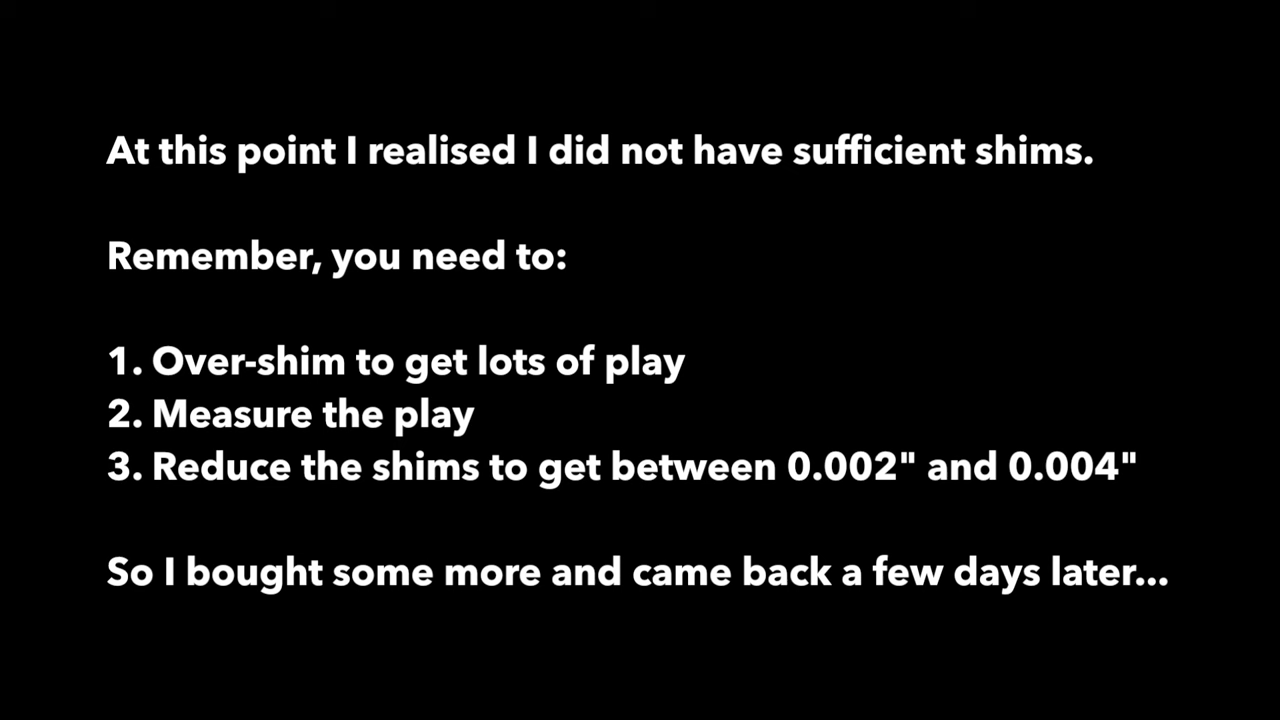 At this point I realised I did not have sufficient shims.
Remember, you need to:
1. Over-shim to get lots of play
2. Measure the play
3. Reduce the shims to get between 0.002" and 0.004"
So I bought some more and came back a few days later...